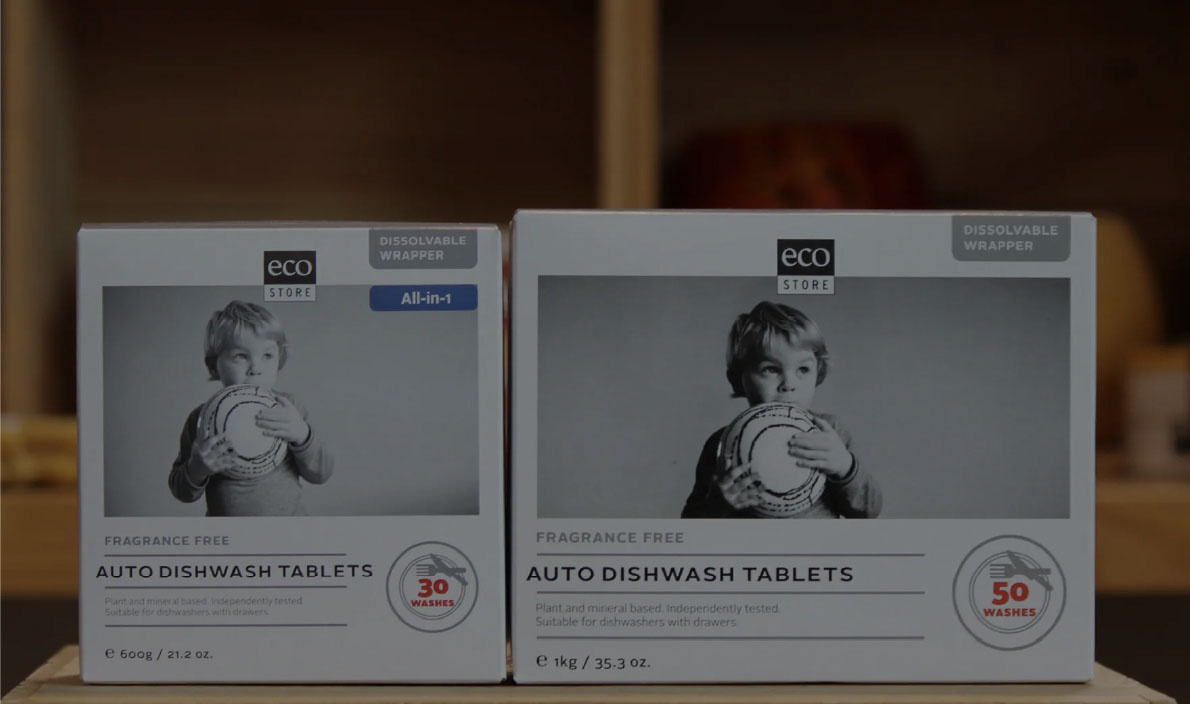 DISSOLVABLE
WRAPPER
eco
STORE
All-in-1
FRAGRANCE FREE
AUTO DISHWASH TABLETS
Plant and mineral based. Independently tested.
Suitable for dishwashers with drawers.
30
WASHES
e 600g / 21.2 oz.
DISSOLVABLE
WRAPPER
eco
STORE
FRAGRANCE FREE
AUTO DISHWASH TABLETS
Plant and mineral based. Independently tested.
Suitable for dishwashers with drawers.
50
WASHES
e 1kg / 35.3 oz.